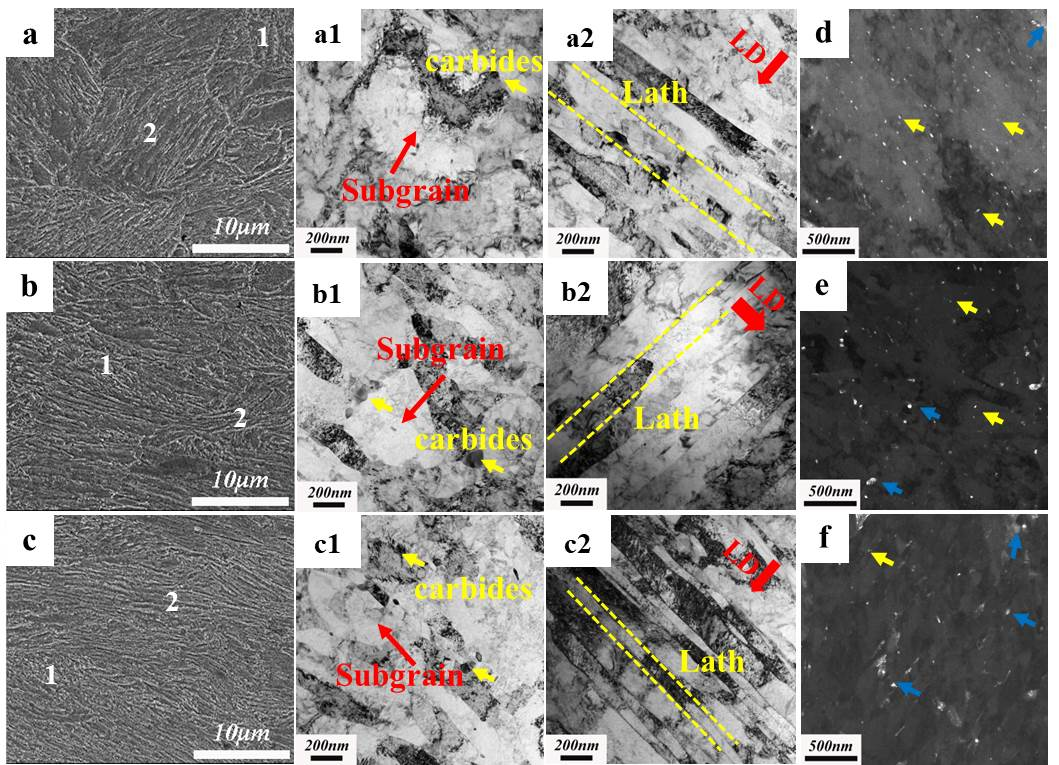 a
1
2
10μm
a1
carbides
Subgrain
200nm
a2
LD
Lath
200nm
d
500nm
b
1
2
10μm
b1
Subgrain
carbides
200nm
b2
LD
Lath
200nm
e
500nm
c
2
1
10μm
c1
carbides
Subgrain
200nm
c2
LD
Lath
200nm
f
500nm